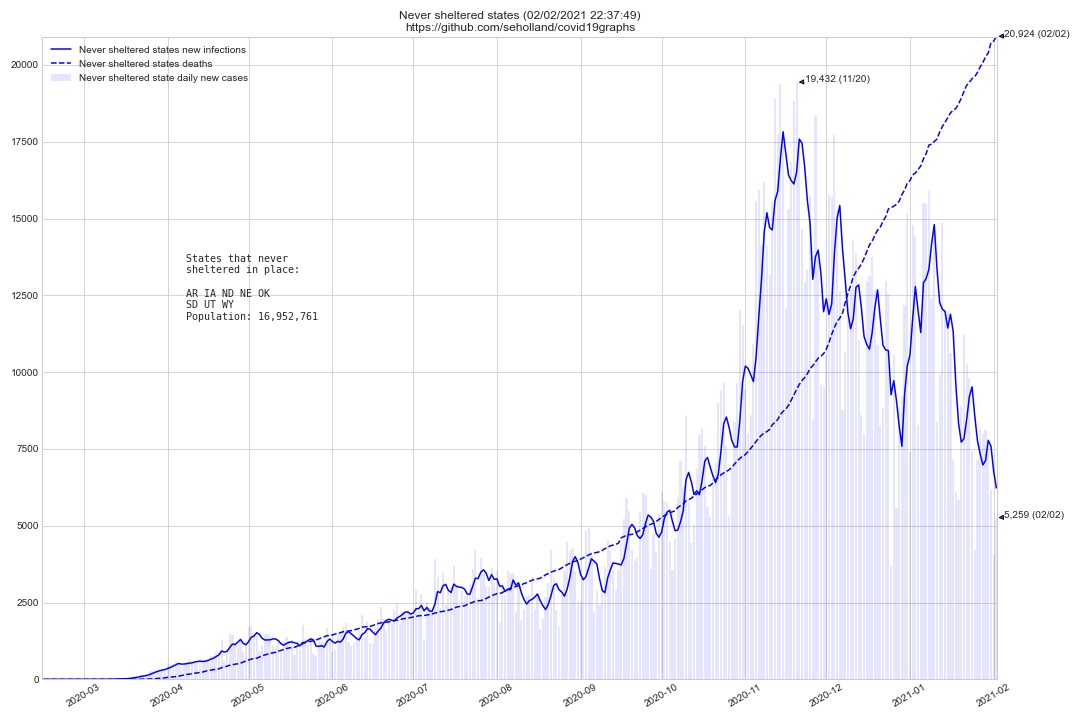 Never sheltered states (02/02/2021 22:37:49)
https://github.com/seholland/covid19graphs
Never sheltered states new infections
Never sheltered states deaths
Never sheltered state daily new cases
20,924 (02/02)
19,432 (11/20)
5,259 (02/02)
States that never
sheltered in place:
AR IA ND NE OK
SD UT WY
Population: 16,952,761
20000
17500
15000
12500
10000
7500
5000
2500
0
2020-03
2020-04
2020-05
2020-06
2020-07
2020-08
2020-09
2020-10
2020-11
2020-12
2021-01
2021-02